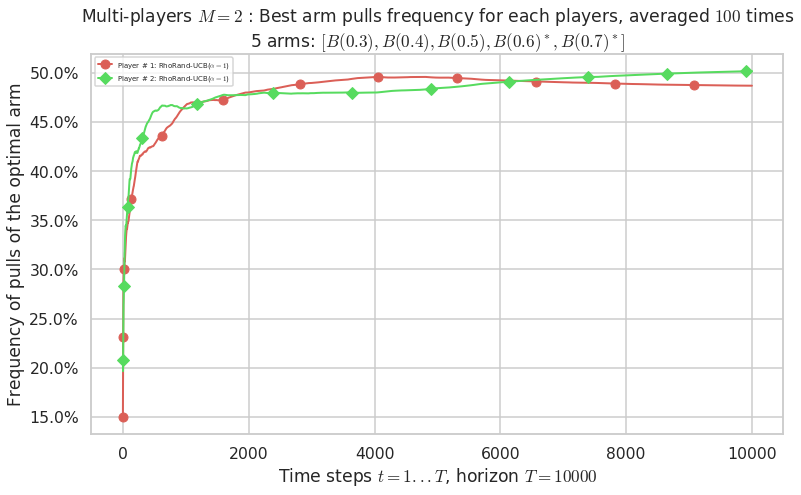 Multi-players M = 2 : Best arm pulls frequency for each players, averaged 100 times
5 arms: [B(0.3), B(0.4), B(0.5), B(0.6)*, B(0.7)*]
Player # 1: RhoRand-UCB(α = 1)
Player # 2: RhoRand-UCB(α = 1)
Frequency of pulls of the optimal arm
50.0%
45.0%
40.0%
35.0%
30.0%
25.0%
20.0%
15.0%
0 2000 4000 6000 8000 10000
Time steps t = 1...T, horizon T = 10000